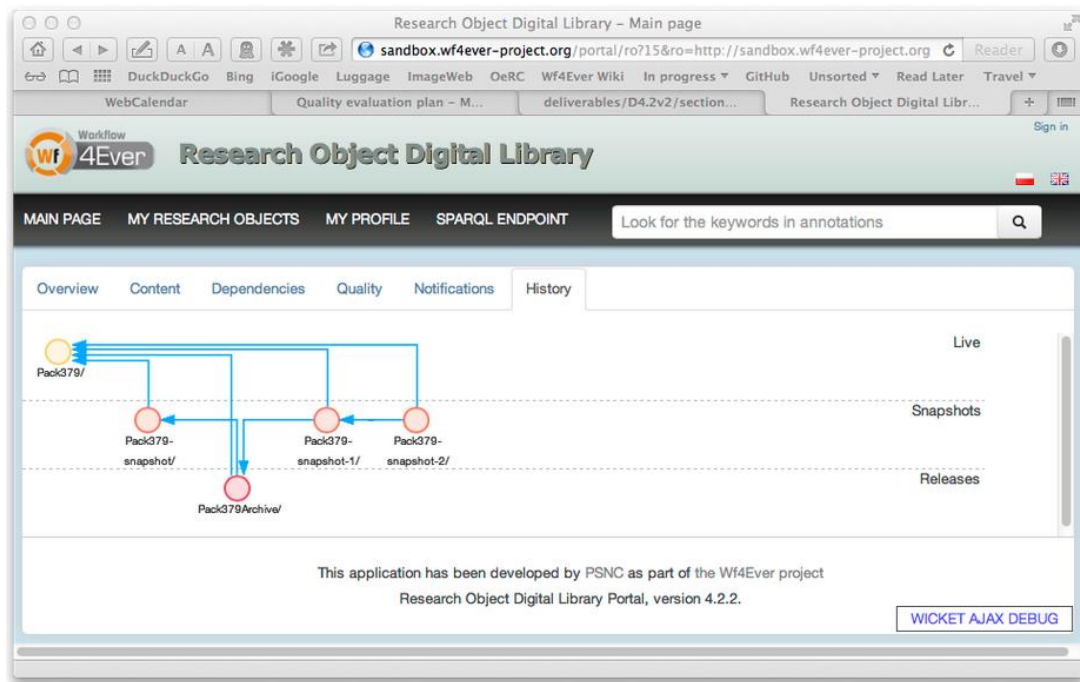 Research Object Digital Library – Main page
A A sandbox.wf4ever-project.org/portal/ro?15&ro=http://sandbox.wf4ever-project.org Reader
DuckDuckGo Bing iGoogle Luggage ImageWeb OeRC Wf4Ever Wiki In progress GitHub Unsorted Read Later Travel
WebCalendar Quality evaluation plan – M... deliverables/D4.2v2/section... Research Object Digital Libr... +
Sign in
Wf Workflow 4Ever Research Object Digital Library
MAIN PAGE MY RESEARCH OBJECTS MY PROFILE SPARQL ENDPOINT Look for the keywords in annotations
Overview Content Dependencies Quality Notifications History
Live
Pack379/
Snapshots
Pack379- Pack379- Pack379-
snapshot/ snapshot-1/ snapshot-2/
Releases
Pack379Archive/
This application has been developed by PSNC as part of the Wf4Ever project
Research Object Digital Library Portal, version 4.2.2.
WICKET AJAX DEBUG